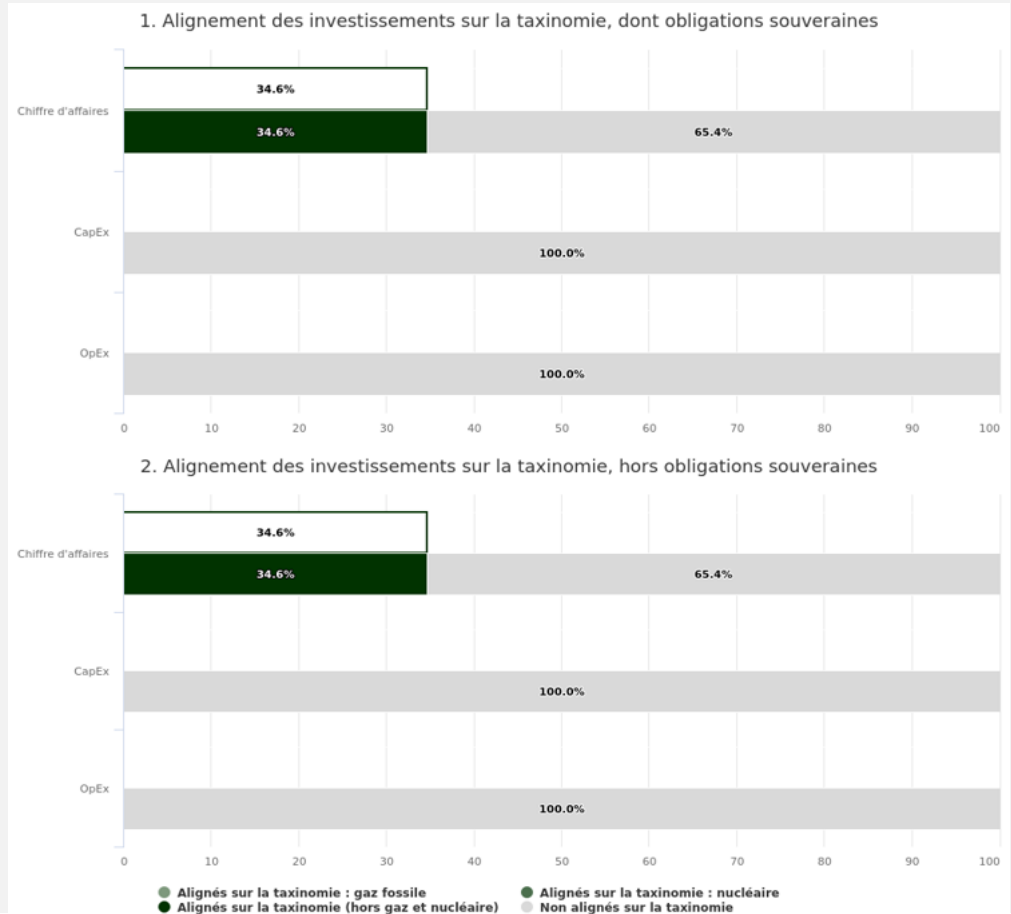 1. Alignement des investissements sur la taxinomie, dont obligations souveraines
34.6%
Chiffre d'affaires
34.6% 65.4%
CapEx
100.0%
OpEx
100.0%
0 10 20 30 40 50 60 70 80 90 100
2. Alignement des investissements sur la taxinomie, hors obligations souveraines
34.6%
Chiffre d'affaires
34.6% 65.4%
CapEx
100.0%
OpEx
100.0%
0 10 20 30 40 50 60 70 80 90 100
Alignés sur la taxinomie : gaz fossile Alignés sur la taxinomie : nucléaire
Alignés sur la taxinomie (hors gaz et nucléaire) Non alignés sur la taxinomie